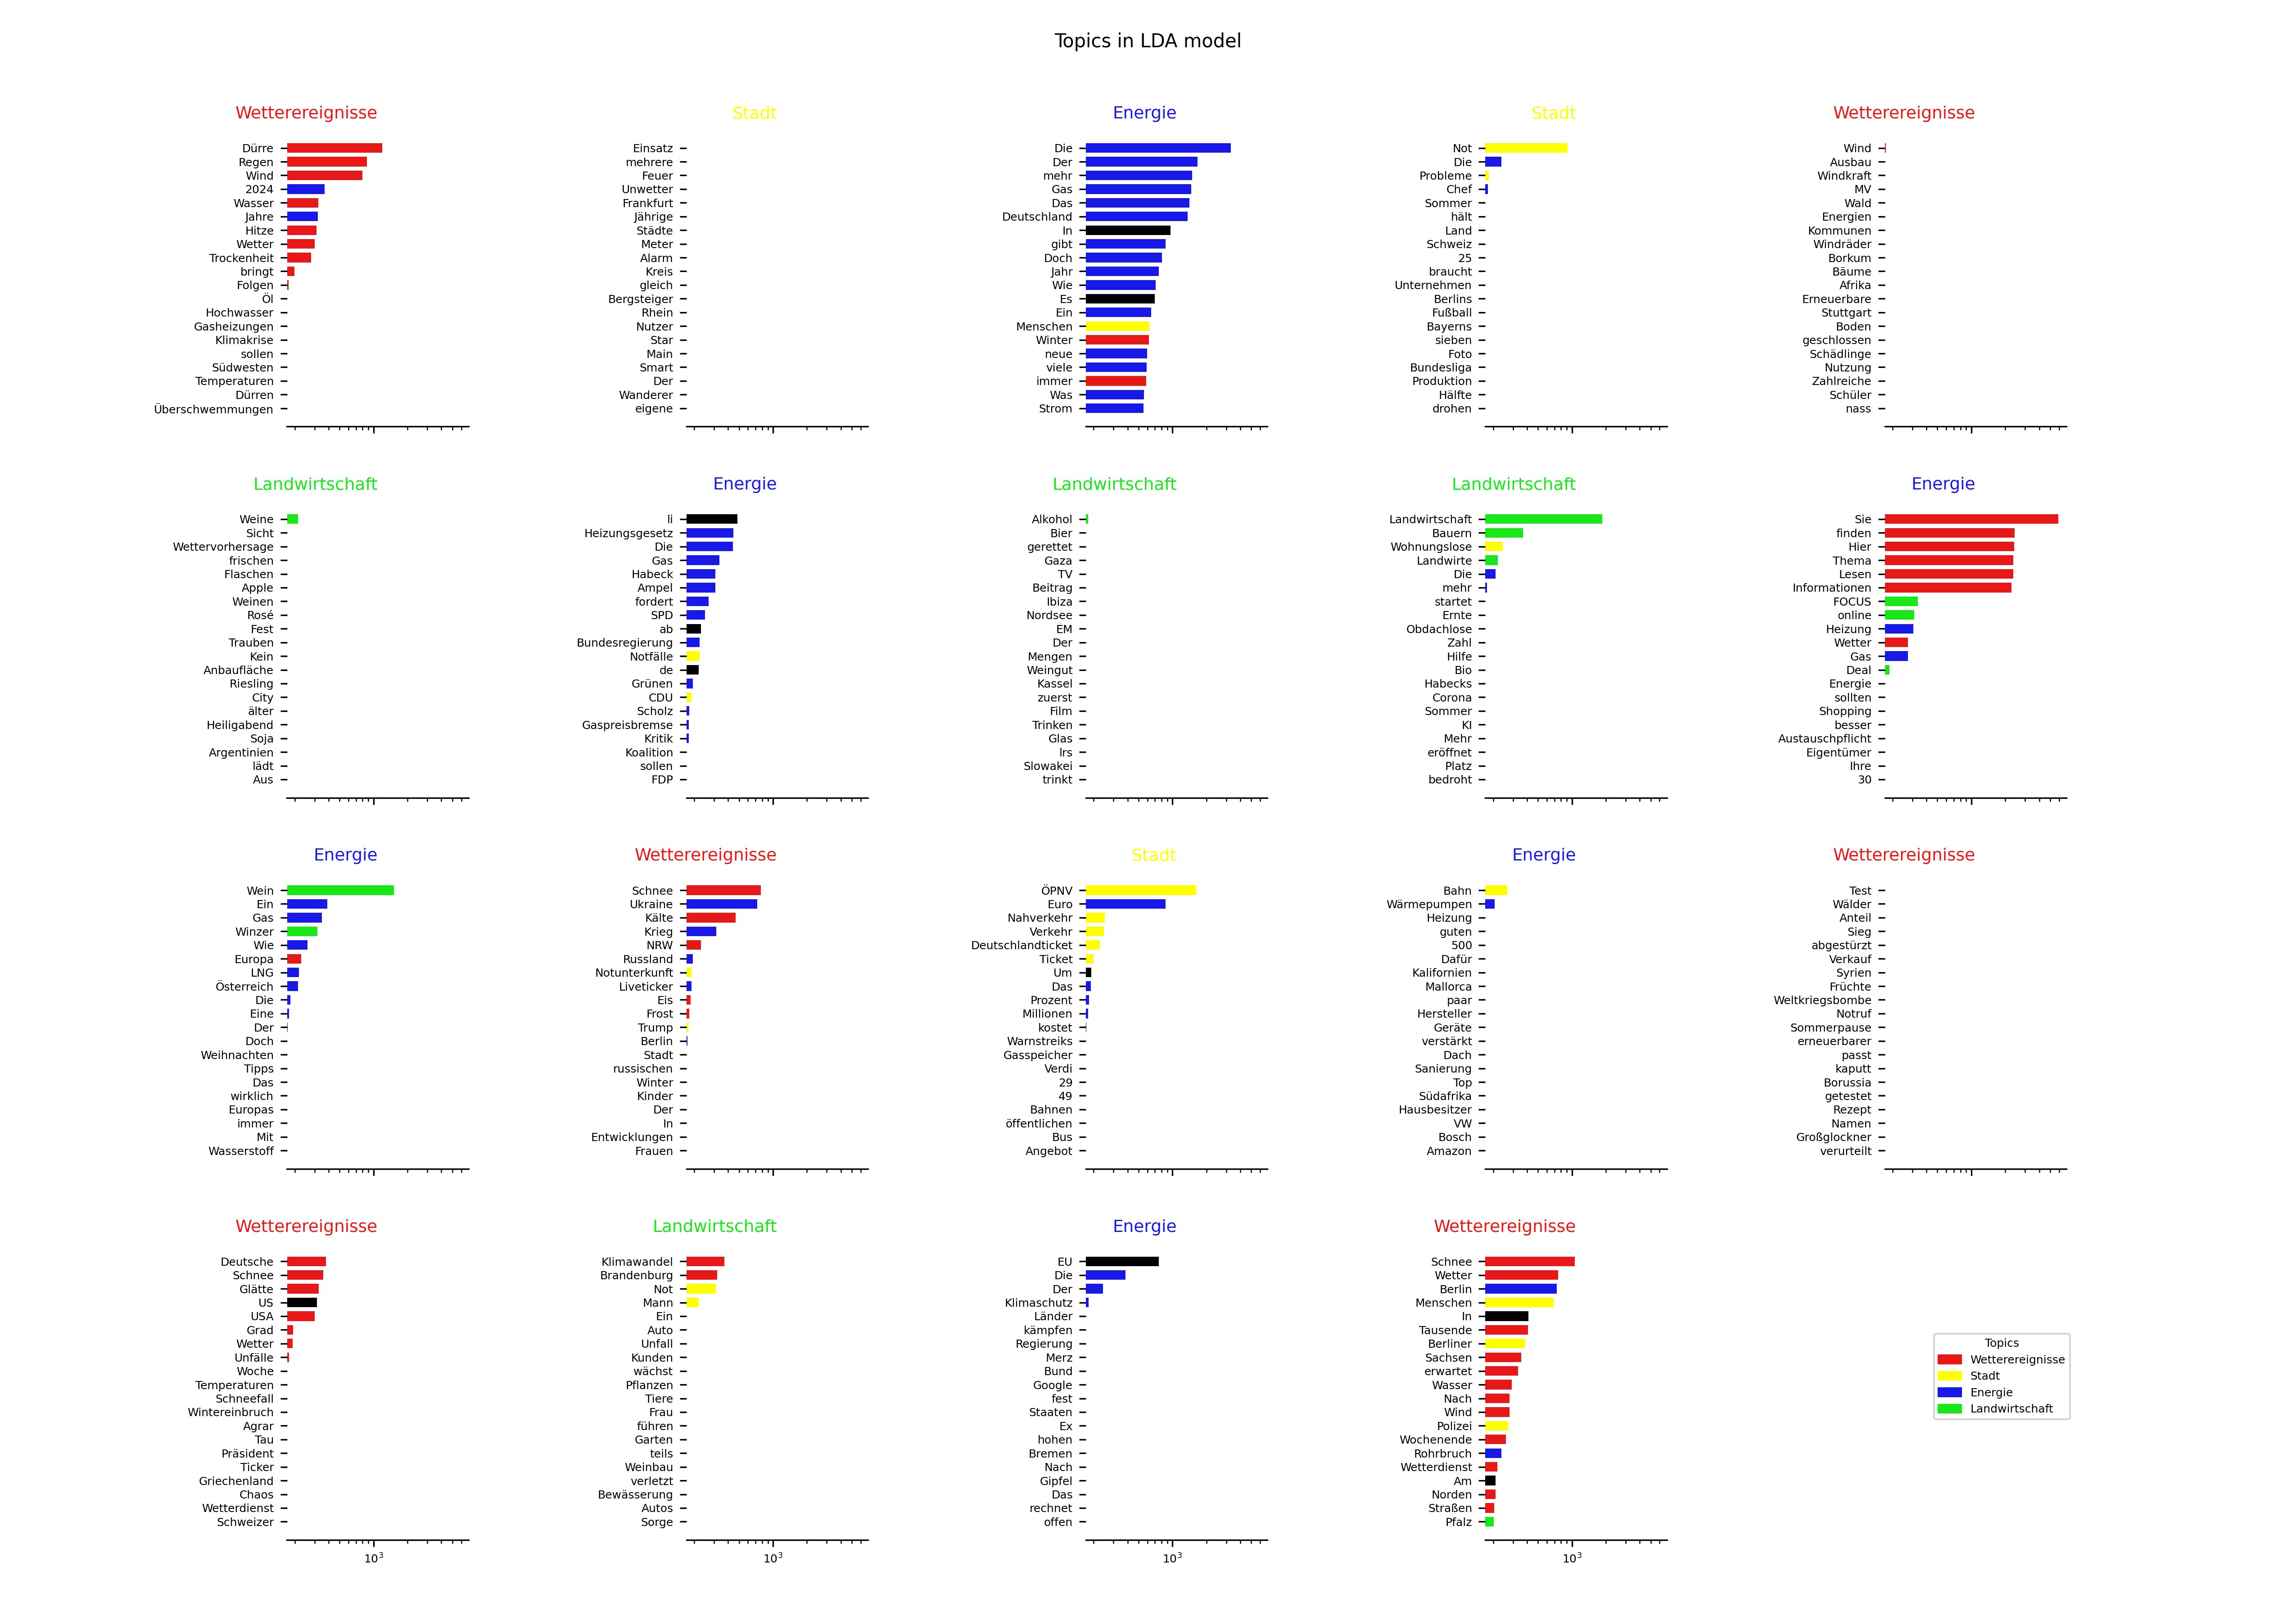 Topics in LDA model
Wetterereignisse
Dürre
Regen
Wind
2024
Wasser
Jahre
Hitze
Wetter
Trockenheit
bringt
Folgen
Öl
Hochwasser
Gasheizungen
Klimakrise
sollen
Südwesten
Temperaturen
Dürren
Überschwemmungen
Stadt
Einsatz
mehrere
Feuer
Unwetter
Frankfurt
Jährige
Städte
Meter
Alarm
Kreis
gleich
Bergsteiger
Rhein
Nutzer
Star
Main
Smart
Der
Wanderer
eigene
Energie
Die
Der
mehr
Gas
Das
Deutschland
In
gibt
Doch
Jahr
Wie
Es
Ein
Menschen
Winter
neue
viele
immer
Was
Strom
Stadt
Not
Die
Probleme
Chef
Sommer
hält
Land
Schweiz
25
braucht
Unternehmen
Berlins
Fußball
Bayerns
sieben
Foto
Bundesliga
Produktion
Hälfte
drohen
Wetterereignisse
Wind
Ausbau
Windkraft
MV
Wald
Energien
Kommunen
Windräder
Borkum
Bäume
Afrika
Erneuerbare
Stuttgart
Boden
geschlossen
Schädlinge
Nutzung
Zahlreiche
Schüler
nass
Landwirtschaft
Weine
Sicht
Wettervorhersage
frischen
Flaschen
Apple
Weinen
Rosé
Fest
Trauben
Kein
Anbaufläche
Riesling
City
älter
Heiligabend
Soja
Argentinien
lädt
Aus
Energie
li
Heizungsgesetz
Die
Gas
Habeck
Ampel
fordert
SPD
ab
Bundesregierung
Notfälle
de
Grünen
CDU
Scholz
Gaspreisbremse
Kritik
Koalition
sollen
FDP
Landwirtschaft
Alkohol
Bier
gerettet
Gaza
TV
Beitrag
Ibiza
Nordsee
EM
Der
Mengen
Weingut
Kassel
zuerst
Film
Trinken
Glas
Irs
Slowakei
trinkt
Landwirtschaft
Landwirtschaft
Bauern
Wohnungslose
Landwirte
Die
mehr
startet
Ernte
Obdachlose
Zahl
Hilfe
Bio
Habecks
Corona
Sommer
KI
Mehr
eröffnet
Platz
bedroht
Energie
Sie
finden
Hier
Thema
Lesen
Informationen
FOCUS
online
Heizung
Wetter
Gas
Deal
Energie
sollten
Shopping
besser
Austauschpflicht
Eigentümer
Ihre
30
Energie
Wein
Ein
Gas
Winzer
Wie
Europa
LNG
Österreich
Die
Eine
Der
Doch
Weihnachten
Tipps
Das
wirklich
Europas
immer
Mit
Wasserstoff
Wetterereignisse
Schnee
Ukraine
Kälte
Krieg
NRW
Russland
Notunterkunft
Liveticker
Eis
Frost
Trump
Berlin
Stadt
russischen
Winter
Kinder
Der
In
Entwicklungen
Frauen
Stadt
ÖPNV
Euro
Nahverkehr
Verkehr
Deutschlandticket
Ticket
Um
Das
Prozent
Millionen
kostet
Warnstreiks
Gasspeicher
Verdi
29
49
Bahnen
öffentlichen
Bus
Angebot
Energie
Bahn
Wärmepumpen
Heizung
guten
500
Dafür
Kalifornien
Mallorca
paar
Hersteller
Geräte
verstärkt
Dach
Sanierung
Top
Südafrika
Hausbesitzer
VW
Bosch
Amazon
Wetterereignisse
Test
Wälder
Anteil
Sieg
abgestürzt
Verkauf
Syrien
Früchte
Weltkriegsbombe
Notruf
Sommerpause
erneuerbarer
passt
kaputt
Borussia
getestet
Rezept
Namen
Großglockner
verurteilt
Wetterereignisse
Deutsche
Schnee
Glätte
US
USA
Grad
Wetter
Unfälle
Woche
Temperaturen
Schneefall
Wintereinbruch
Agrar
Tau
Präsident
Ticker
Griechenland
Chaos
Wetterdienst
Schweizer
10³
Landwirtschaft
Klimawandel
Brandenburg
Not
Mann
Ein
Auto
Unfall
Kunden
wächst
Pflanzen
Tiere
Frau
führen
Garten
teils
Weinbau
verletzt
Bewässerung
Autos
Sorge
10³
Energie
EU
Die
Der
Klimaschutz
Länder
kämpfen
Regierung
Merz
Bund
Google
fest
Staaten
Ex
hohen
Bremen
Nach
Gipfel
Das
rechnet
offen
10³
Wetterereignisse
Schnee
Wetter
Berlin
Menschen
In
Tausende
Berliner
Sachsen
erwartet
Wasser
Nach
Wind
Polizei
Wochenende
Rohrbruch
Wetterdienst
Am
Norden
Straßen
Pfalz
10³
Topics
Wetterereignisse
Stadt
Energie
Landwirtschaft